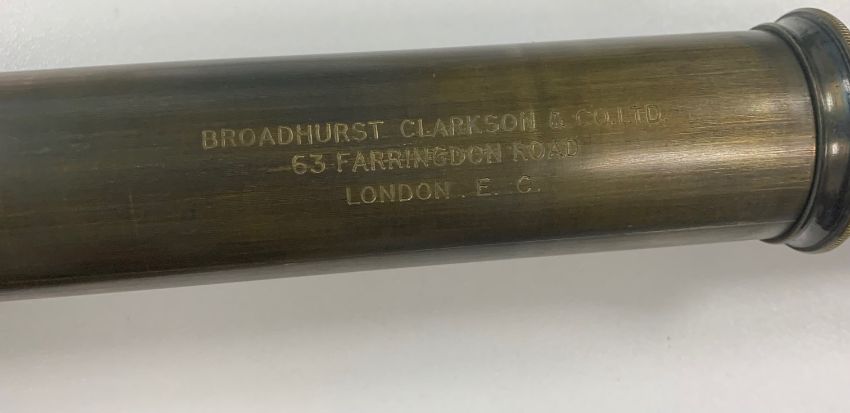 BROADHURST CLARKSON & CO. LTD.
63 FARRINGDON ROAD
LONDON . E. C.